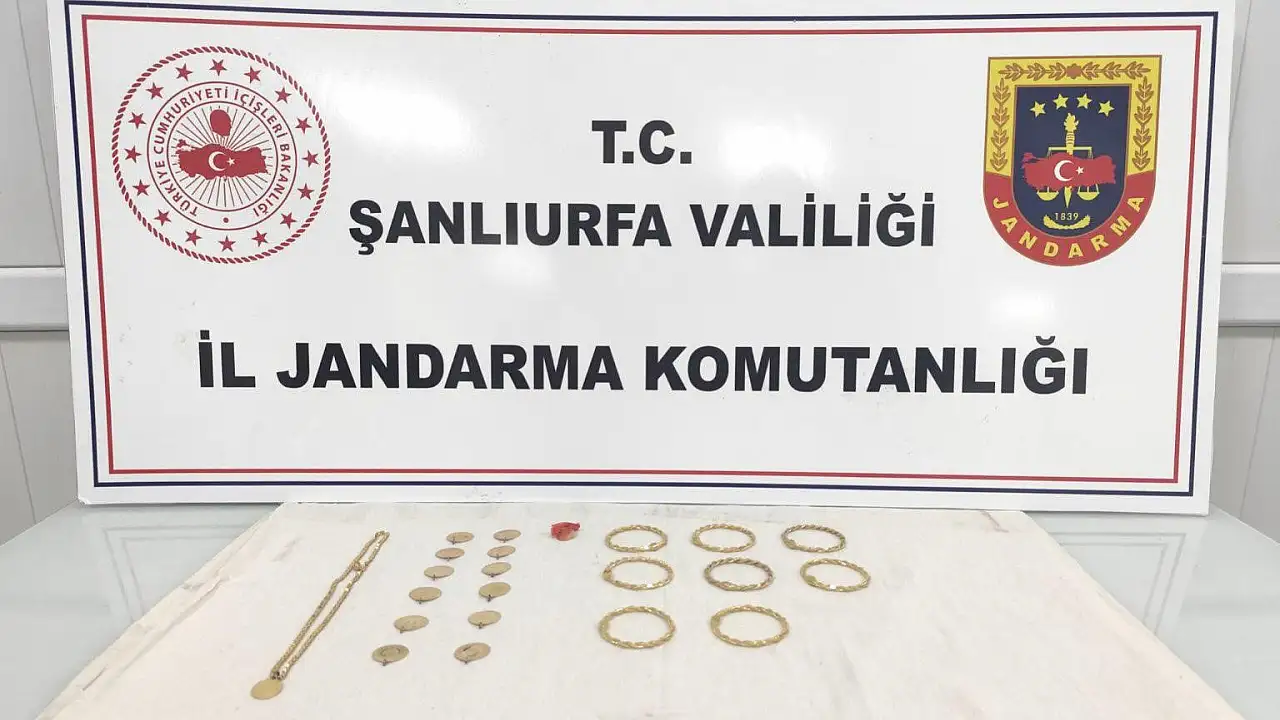 TÜRKİYE CUMHURİYETİ İÇİŞLERİ BAKANLIĞI
T.C.
ŞANLIURFA VALİLİĞİ
İL JANDARMA KOMUTANLIĞI
1839
JANDARMA